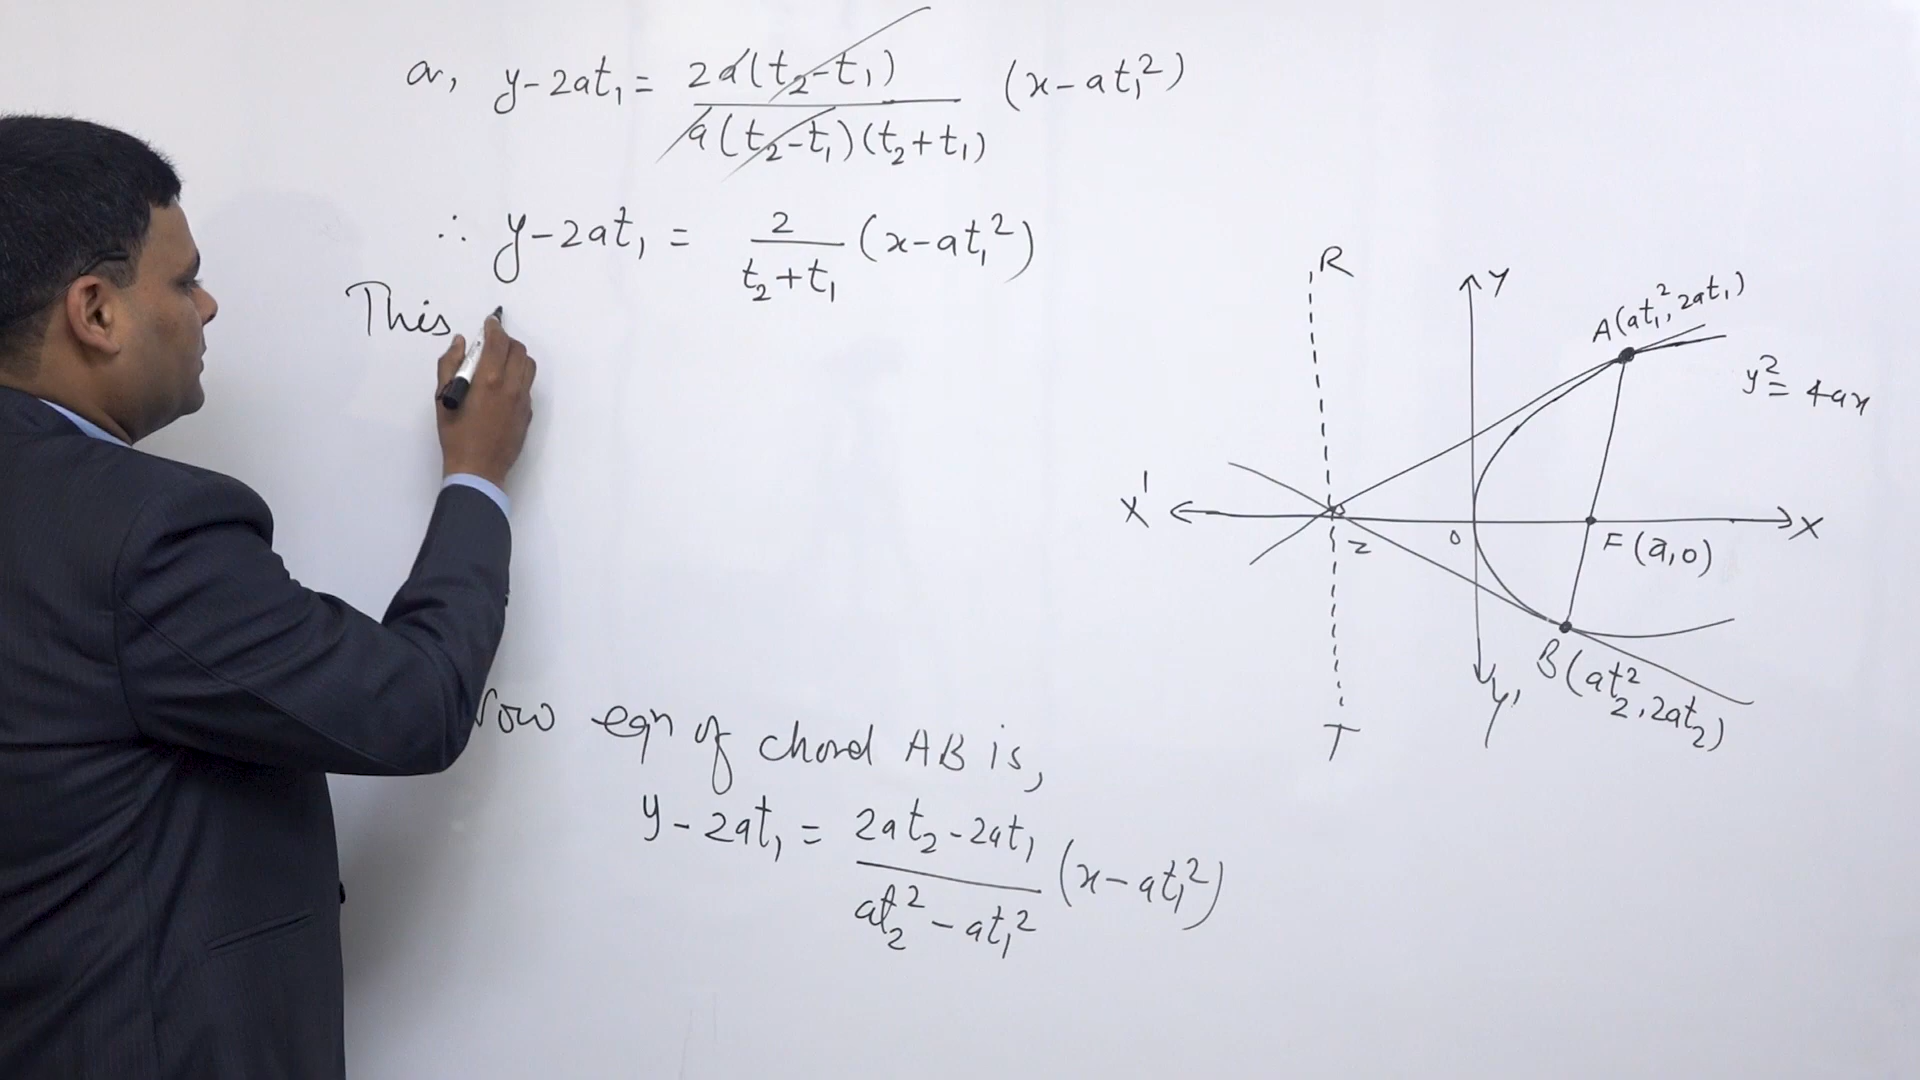 or, y-2at₁ = 2a(t₂-t₁) / a(t₂-t₁)(t₂+t₁) (x-at₁²)
∴ y-2at₁ = 2 / t₂+t₁ (x-at₁²)
This
Now eqn of chord AB is,
y-2at₁ = 2at₂-2at₁ / at₂²-at₁² (x-at₁²)
R
Y
A(at₁², 2at₁)
y² = 4ax
X'
Z
O
F(a,0)
X
B(at₂², 2at₂)
Y'
T